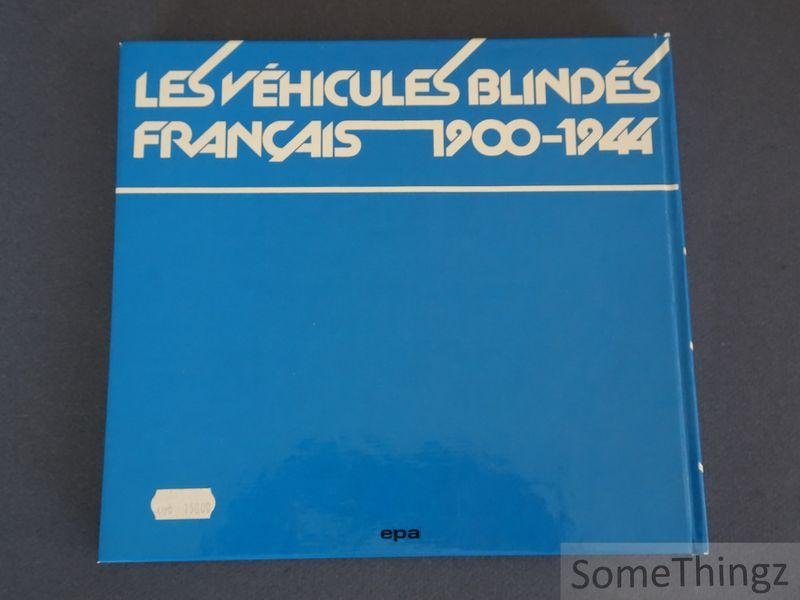 LES VÉHICULES BLINDÉS
FRANÇAIS 1900-1944
epa
SomeThingz